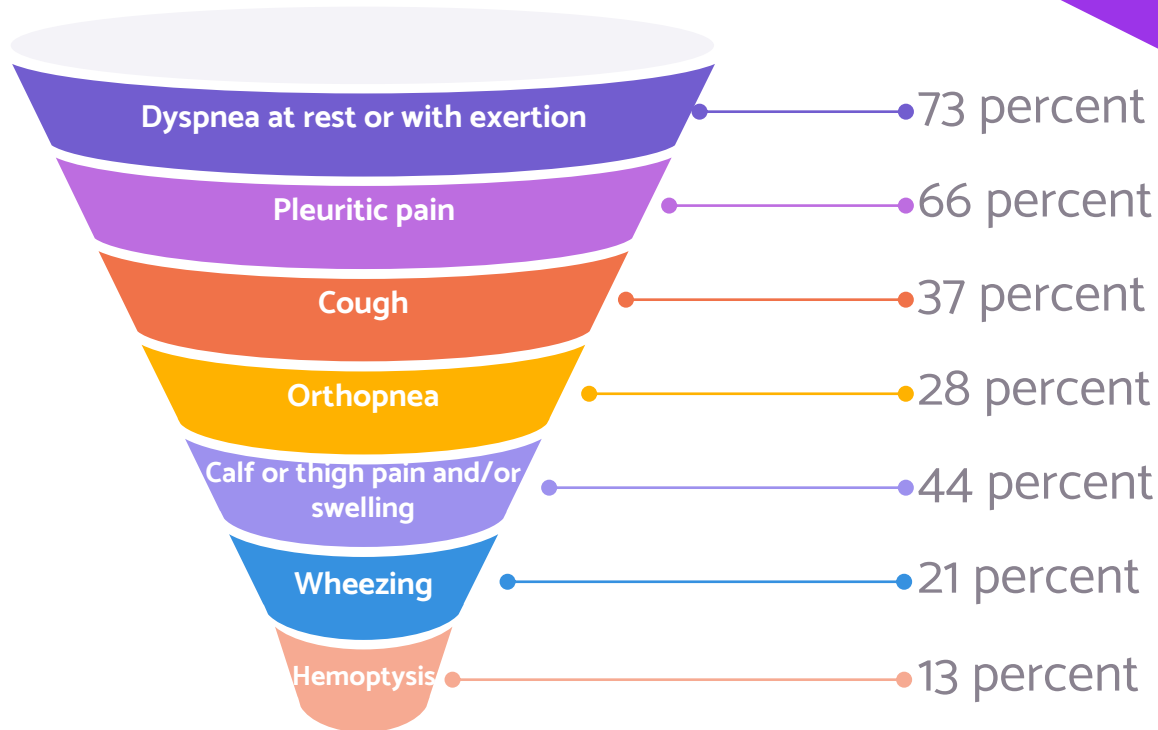 Dyspnea at rest or with exertion
73 percent
Pleuritic pain
66 percent
Cough
37 percent
Orthopnea
28 percent
Calf or thigh pain and/or
swelling
44 percent
Wheezing
21 percent
Hemoptysis
13 percent